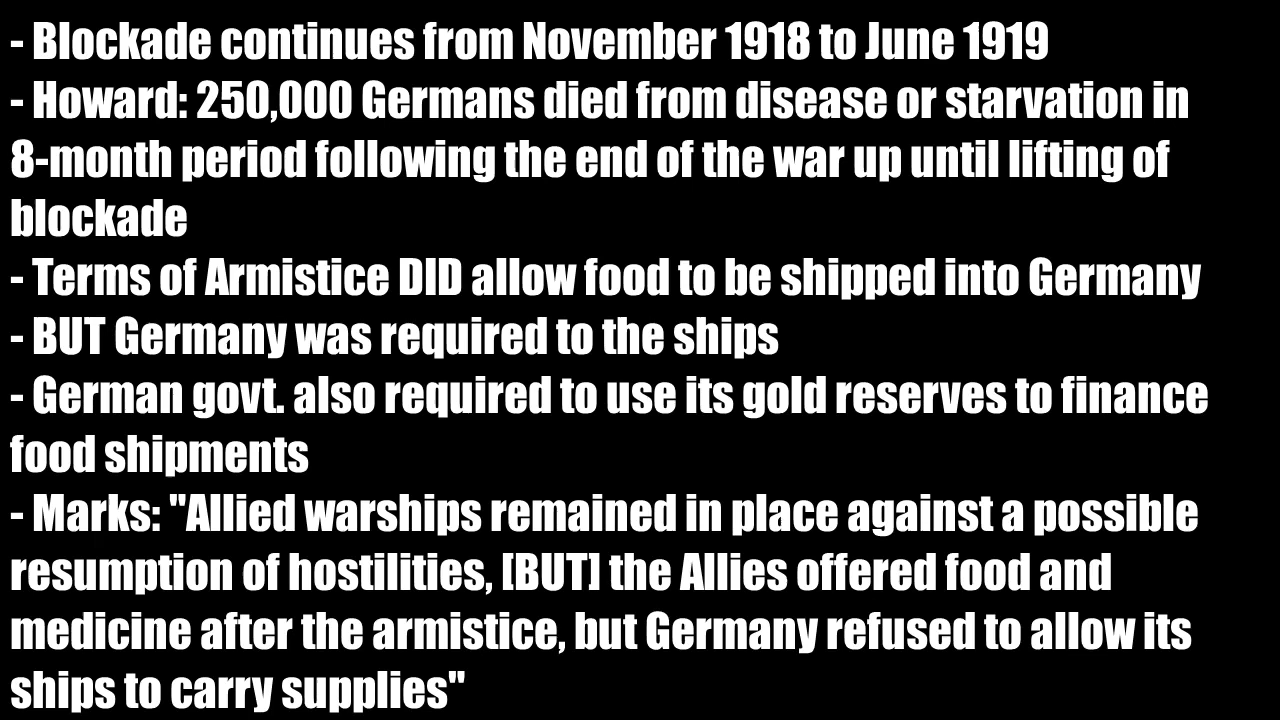 - Blockade continues from November 1918 to June 1919
- Howard: 250,000 Germans died from disease or starvation in
8-month period following the end of the war up until lifting of
blockade
- Terms of Armistice DID allow food to be shipped into Germany
- BUT Germany was required to the ships
- German govt. also required to use its gold reserves to finance
food shipments
- Marks: "Allied warships remained in place against a possible
resumption of hostilities, [BUT] the Allies offered food and
medicine after the armistice, but Germany refused to allow its
ships to carry supplies"